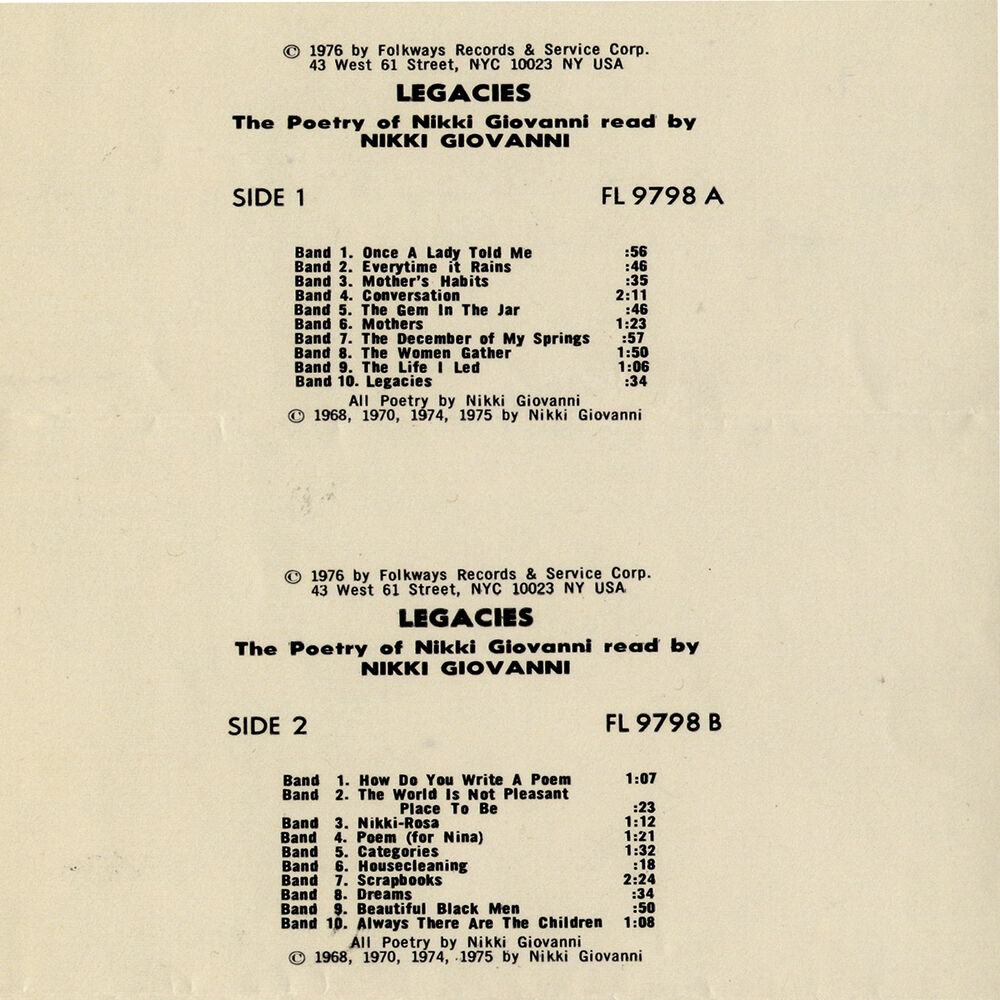 © 1976 by Folkways Records & Service Corp.
43 West 61 Street, NYC 10023 NY USA
LEGACIES
The Poetry of Nikki Giovanni read by
NIKKI GIOVANNI
SIDE 1 FL 9798 A
Band 1. Once A Lady Told Me :56
Band 2. Everytime it Rains :46
Band 3. Mother's Habits :35
Band 4. Conversation 2:11
Band 5. The Gem In The Jar :46
Band 6. Mothers 1:23
Band 7. The December of My Springs :57
Band 8. The Women Gather 1:50
Band 9. The Life I Led 1:06
Band 10. Legacies :34
All Poetry by Nikki Giovanni
© 1968, 1970, 1974, 1975 by Nikki Giovanni
© 1976 by Folkways Records & Service Corp.
43 West 61 Street, NYC 10023 NY USA
LEGACIES
The Poetry of Nikki Giovanni read by
NIKKI GIOVANNI
SIDE 2 FL 9798 B
Band 1. How Do You Write A Poem 1:07
Band 2. The World Is Not Pleasant
Place To Be :23
Band 3. Nikki-Rosa 1:12
Band 4. Poem (for Nina) 1:21
Band 5. Categories 1:32
Band 6. Housecleaning :18
Band 7. Scrapbooks 2:24
Band 8. Dreams :34
Band 9. Beautiful Black Men :50
Band 10. Always There Are The Children 1:08
All Poetry by Nikki Giovanni
© 1968, 1970, 1974, 1975 by Nikki Giovanni